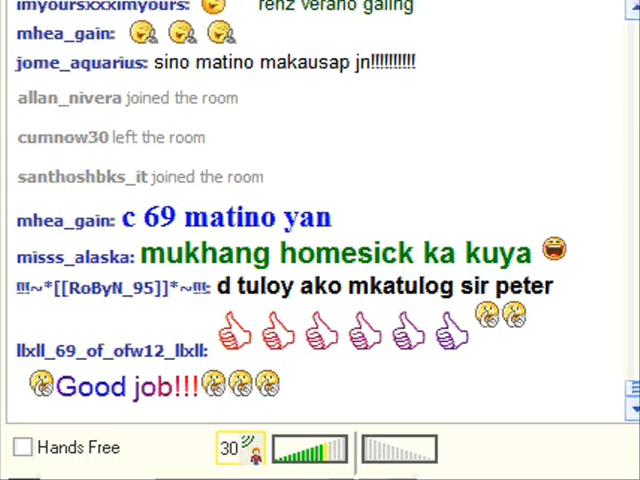 imyoursxxximyours: renz verano galing
mhea_gain:
jome_aquarius: sino matino makausap jn!!!!!!!!!!
allan_nivera joined the room
cumnow30 left the room
santhoshbks_it joined the room
mhea_gain: c 69 matino yan
misss_alaska: mukhang homesick ka kuya
!!!~*[[RoByN_95]]*~!!!: d tuloy ako mkatulog sir peter
llxll_69_of_ofw12_llxll:
Good job!!!
Hands Free
30